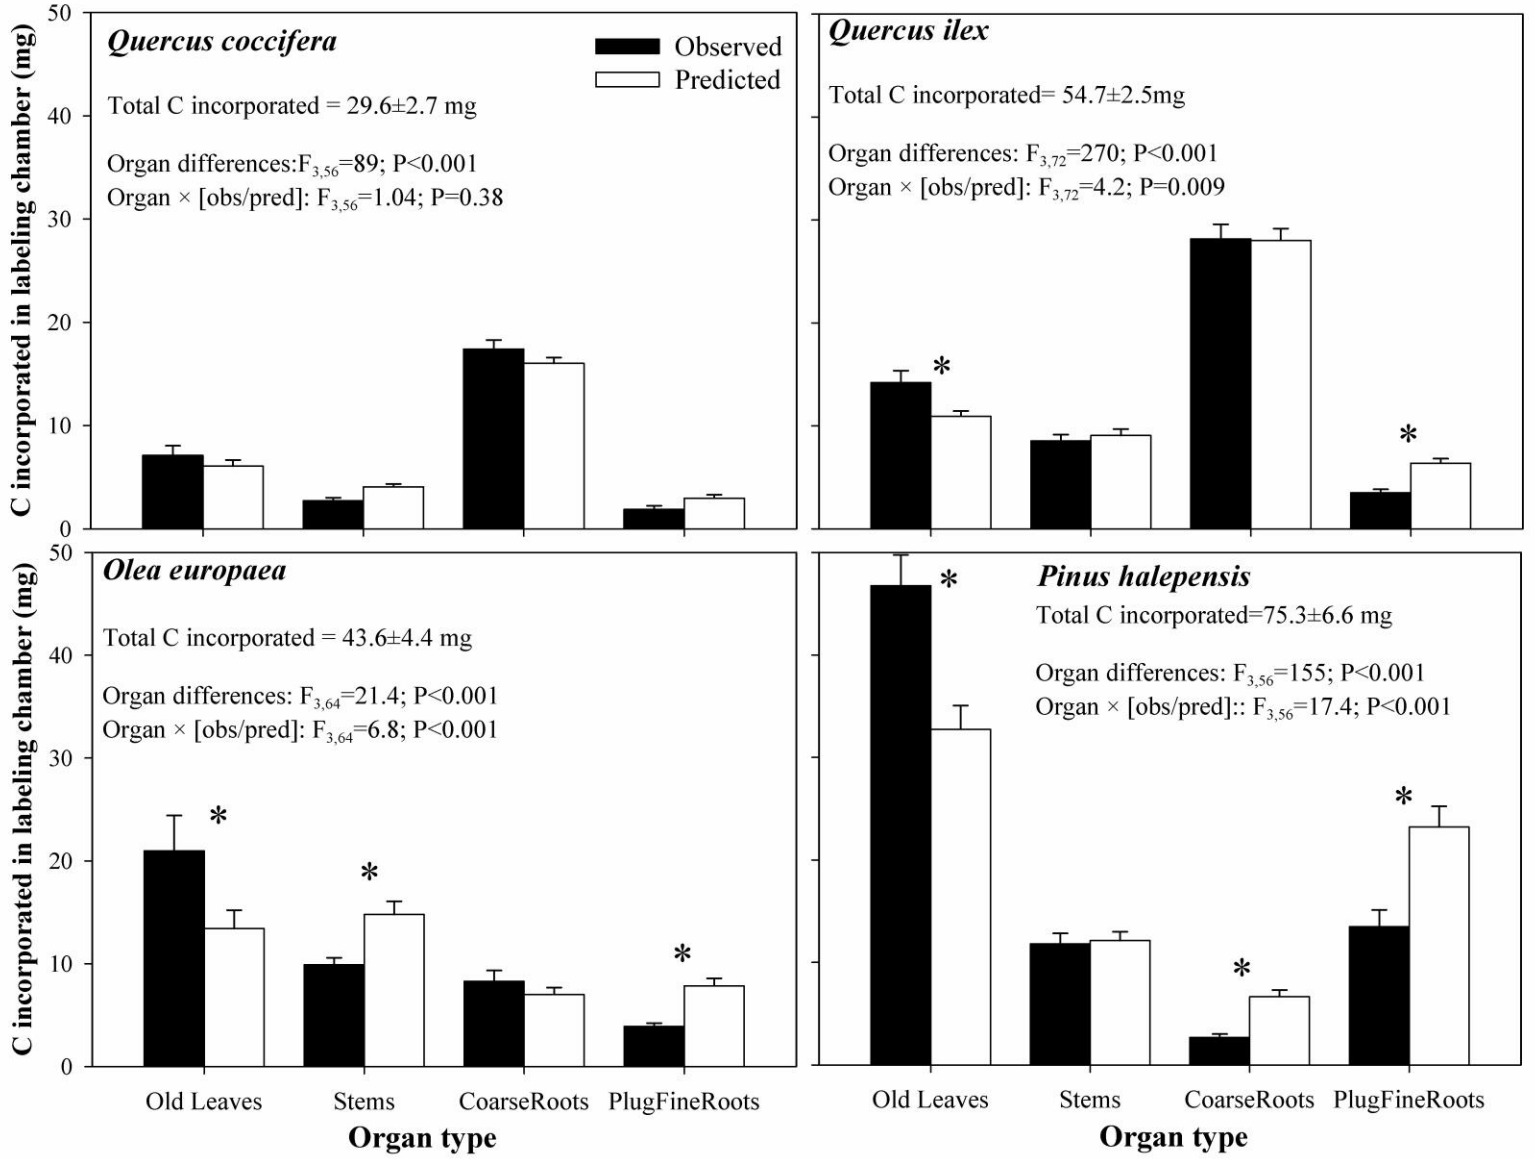 Quercus coccifera
Observed
Predicted
Total C incorporated = 29.6±2.7 mg
Organ differences:F3,56=89; P<0.001
Organ × [obs/pred]: F3,56=1.04; P=0.38
C incorporated in labeling chamber (mg)
50
40
30
20
10
0
Quercus ilex
Total C incorporated= 54.7±2.5mg
Organ differences: F3,72=270; P<0.001
Organ × [obs/pred]: F3,72=4.2; P=0.009
*
*
Olea europaea
Total C incorporated = 43.6±4.4 mg
Organ differences: F3,64=21.4; P<0.001
Organ × [obs/pred]: F3,64=6.8; P<0.001
*
*
*
C incorporated in labeling chamber (mg)
50
40
30
20
10
0
Old Leaves
Stems
CoarseRoots
PlugFineRoots
Organ type
Pinus halepensis
Total C incorporated=75.3±6.6 mg
Organ differences: F3,56=155; P<0.001
Organ × [obs/pred]:: F3,56=17.4; P<0.001
*
*
*
Old Leaves
Stems
CoarseRoots
PlugFineRoots
Organ type